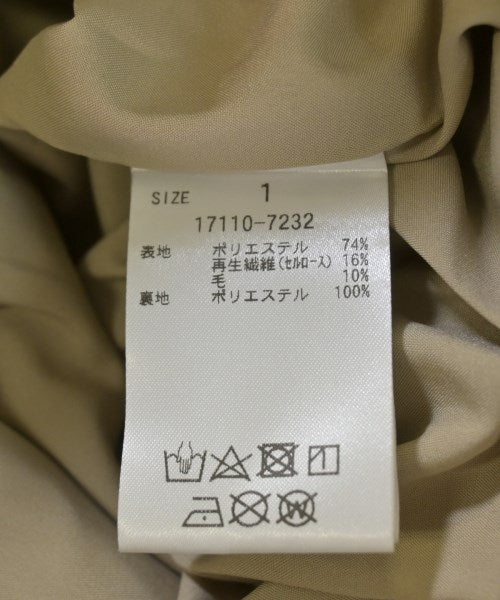 SIZE 1
17110-7232
表地 ポリエステル 74%
再生繊維(セルロース) 16%
毛 10%
裏地 ポリエステル 100%
W